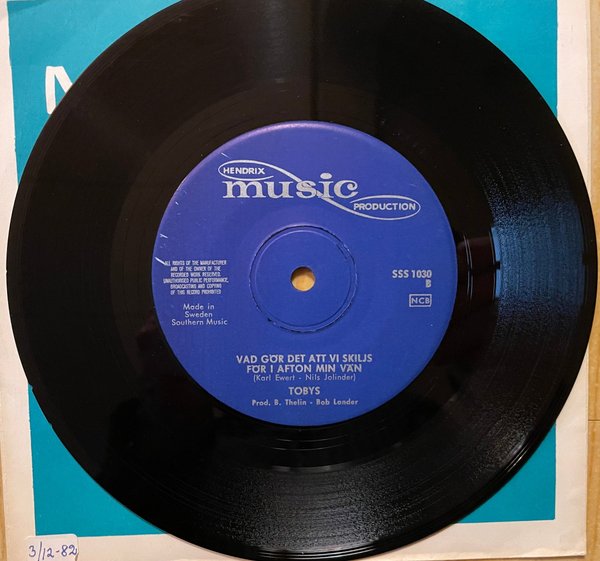 HENDRIX
music
PRODUCTION
ALL RIGHTS OF THE MANUFACTURER
AND OF THE OWNER OF THE
RECORDED WORK RESERVED.
UNAUTHORISED PUBLIC PERFORMANCE,
BROADCASTING AND COPYING
OF THIS RECORD PROHIBITED
SSS 1030
B
NCB
Made in
Sweden
Southern Music
VAD GÖR DET ATT VI SKILJS
FÖR I AFTON MIN VÄN
(Karl Ewert - Nils Jolinder)
TOBYS
Prod. B. Thelin - Bob Lander
3/12-82